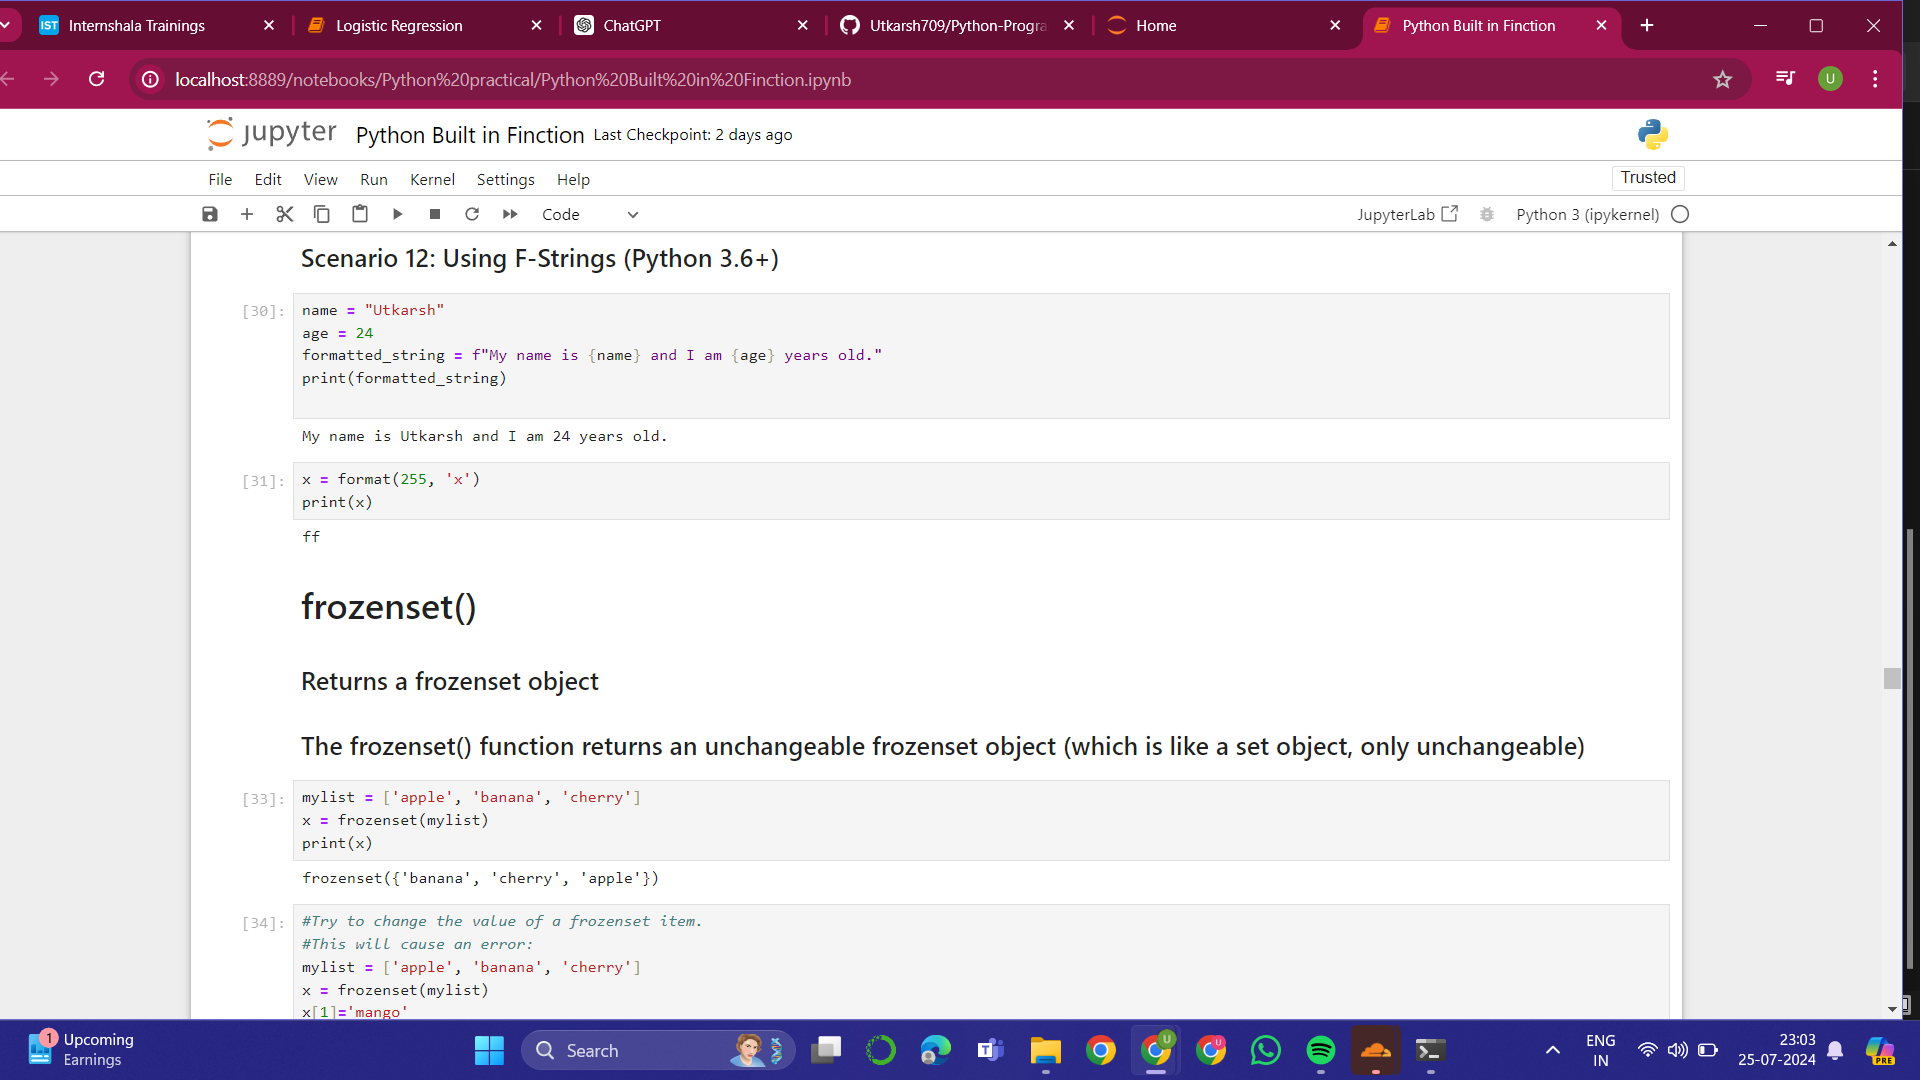 Internshala Trainings
Logistic Regression
ChatGPT
Utkarsh709/Python-Progra
Home
Python Built in Finction
localhost:8889/notebooks/Python%20practical/Python%20Built%20in%20Finction.ipynb
U
jupyter Python Built in Finction Last Checkpoint: 2 days ago
File Edit View Run Kernel Settings Help
Trusted
Code
JupyterLab
Python 3 (ipykernel)
Scenario 12: Using F-Strings (Python 3.6+)
[30]:
name = "Utkarsh"
age = 24
formatted_string = f"My name is {name} and I am {age} years old."
print(formatted_string)
My name is Utkarsh and I am 24 years old.
[31]:
x = format(255, 'x')
print(x)
ff
frozenset()
Returns a frozenset object
The frozenset() function returns an unchangeable frozenset object (which is like a set object, only unchangeable)
[33]:
mylist = ['apple', 'banana', 'cherry']
x = frozenset(mylist)
print(x)
frozenset({'banana', 'cherry', 'apple'})
[34]:
#Try to change the value of a frozenset item.
#This will cause an error:
mylist = ['apple', 'banana', 'cherry']
x = frozenset(mylist)
x[1]='mango'
1
Upcoming
Earnings
Search
ENG
IN
23:03
25-07-2024
PRE